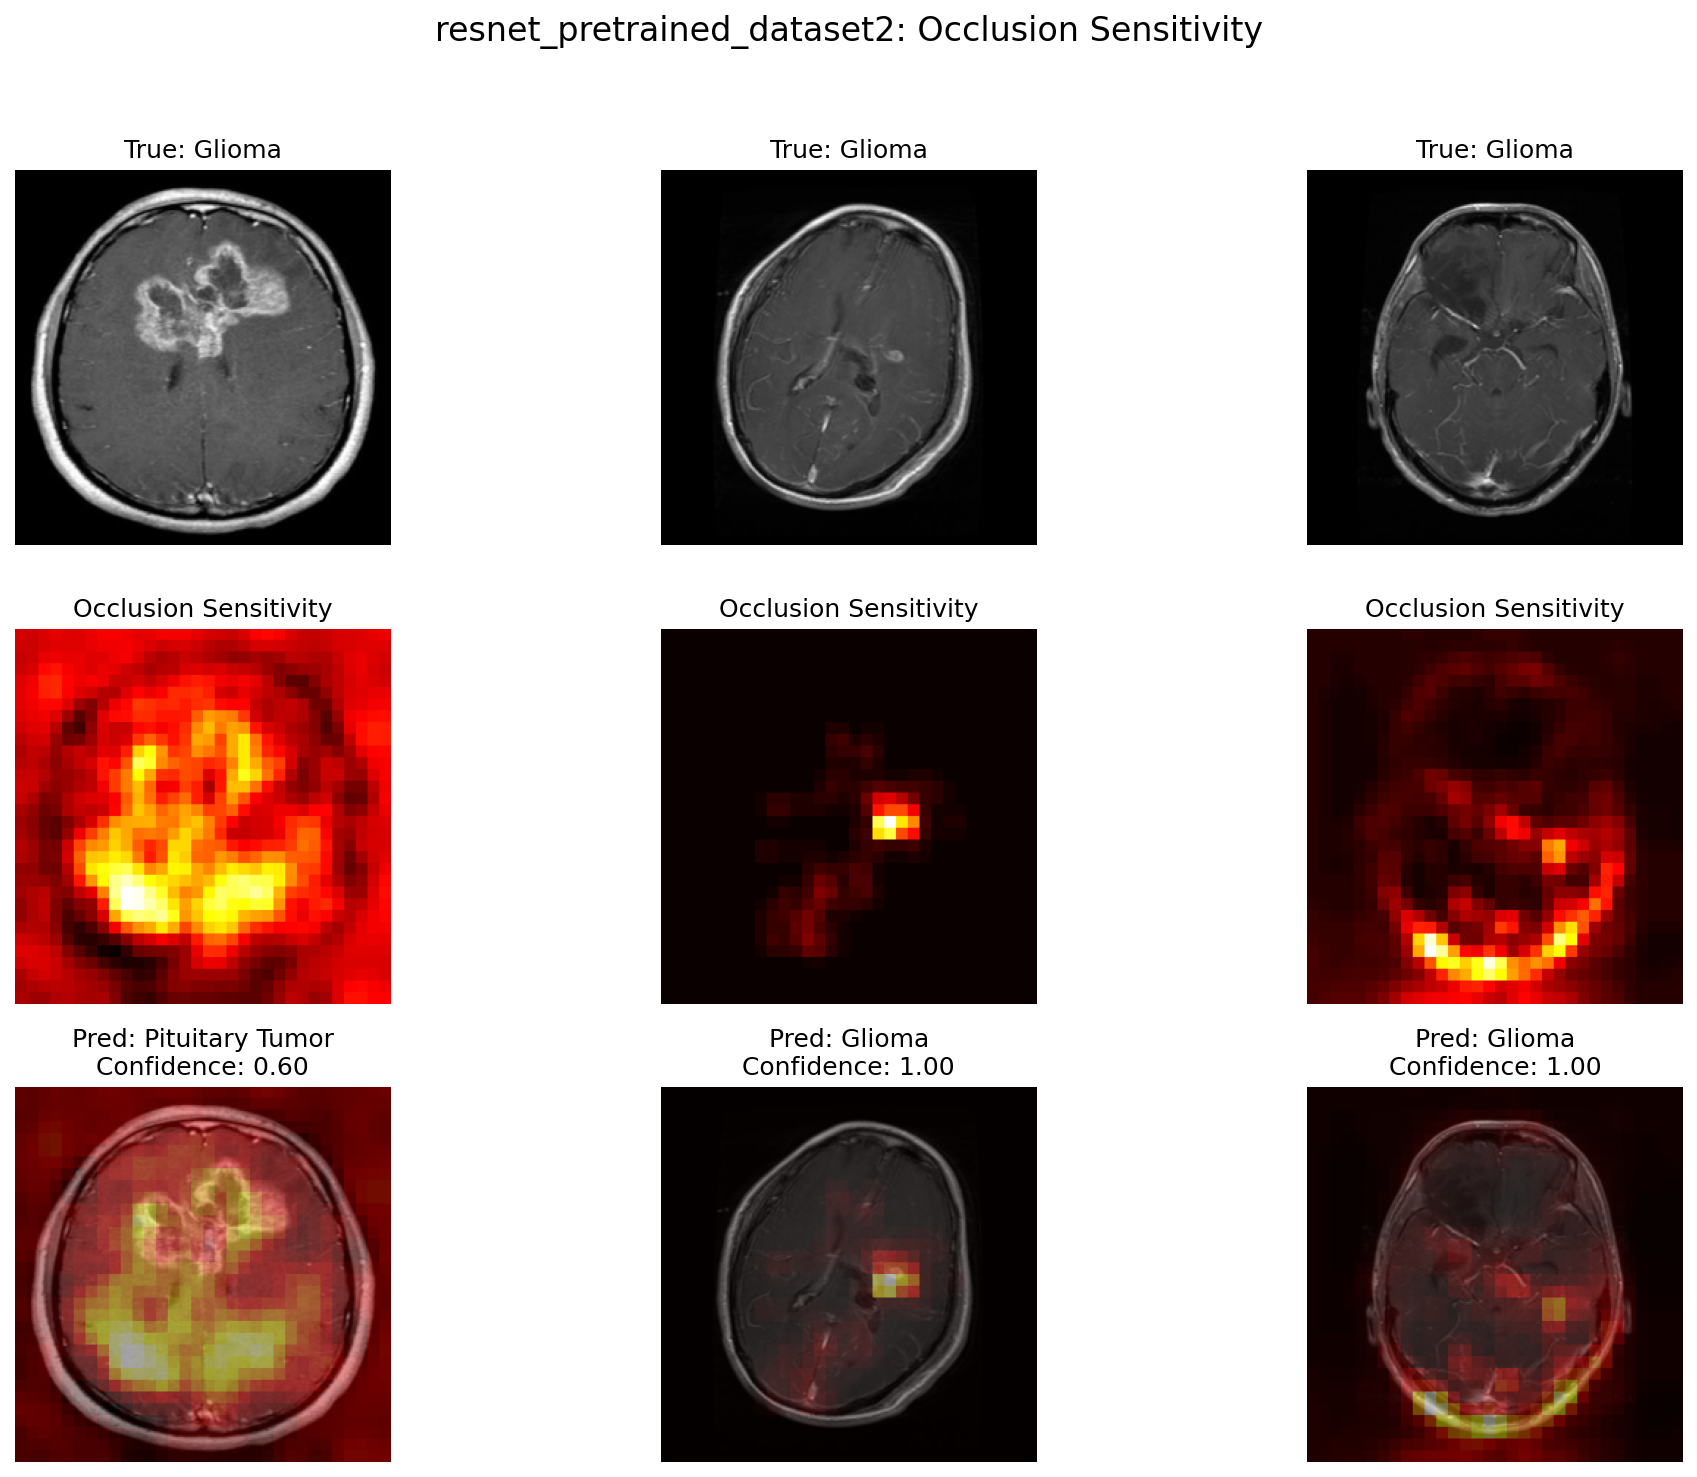 resnet_pretrained_dataset2: Occlusion Sensitivity
True: Glioma
True: Glioma
True: Glioma
Occlusion Sensitivity
Occlusion Sensitivity
Occlusion Sensitivity
Pred: Pituitary Tumor
Confidence: 0.60
Pred: Glioma
Confidence: 1.00
Pred: Glioma
Confidence: 1.00